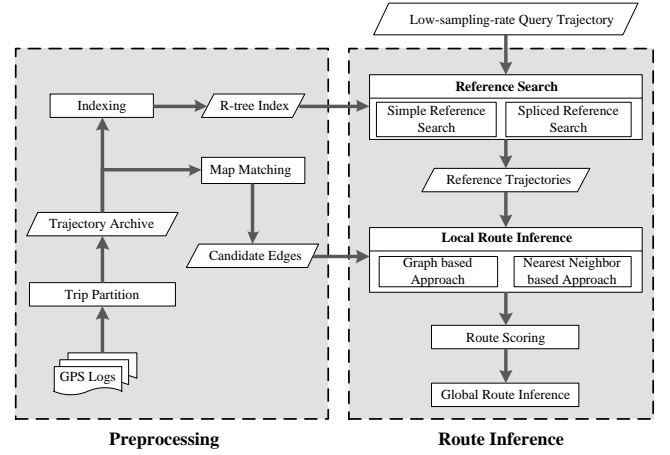 Low-sampling-rate Query Trajectory
Indexing
R-tree Index
Map Matching
Trajectory Archive
Candidate Edges
Trip Partition
GPS Logs
Preprocessing
Reference Search
Simple Reference
Search
Spliced Reference
Search
Reference Trajectories
Local Route Inference
Graph based
Approach
Nearest Neighbor
based Approach
Route Scoring
Global Route Inference
Route Inference